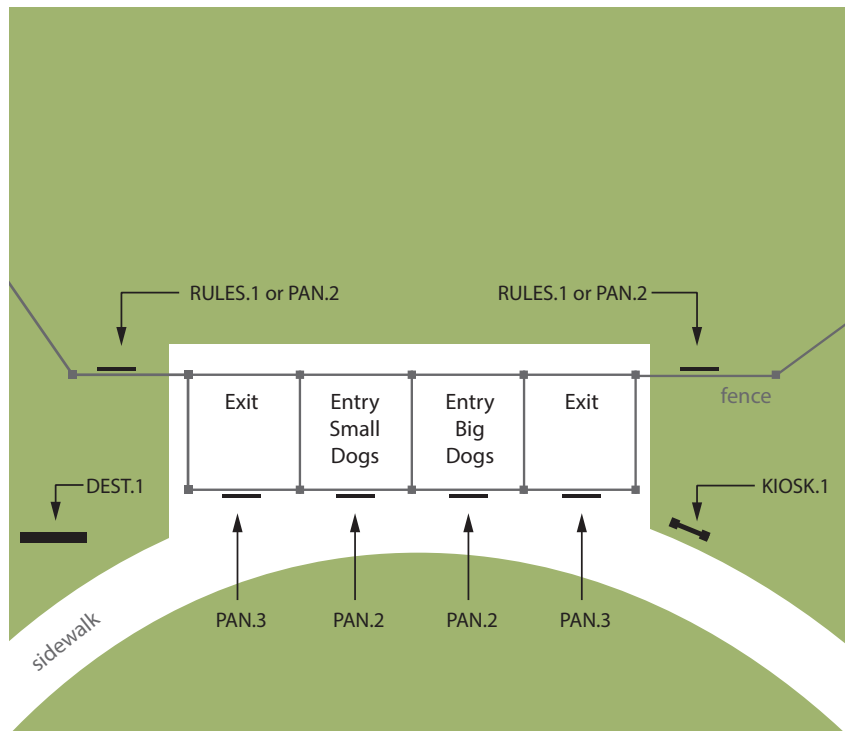 RULES.1 or PAN.2
RULES.1 or PAN.2
fence
Exit
Entry
Small
Dogs
Entry
Big
Dogs
Exit
DEST.1
KIOSK.1
PAN.3
PAN.2
PAN.2
PAN.3
sidewalk